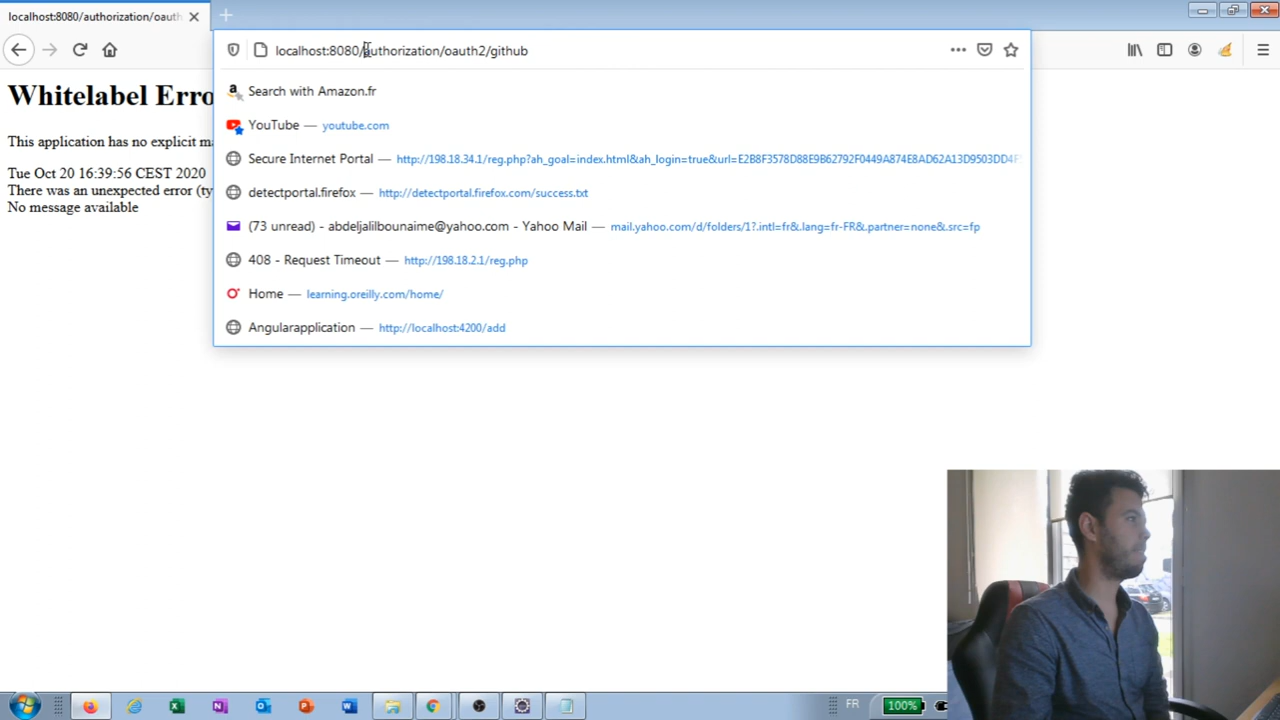 localhost:8080/authorization/oauth
localhost:8080/authorization/oauth2/github
Whitelabel Erro
Search with Amazon.fr
YouTube — youtube.com
This application has no explicit ma
Secure Internet Portal — http://198.18.34.1/reg.php?ah_goal=index.html&ah_login=true&url=E2B8F3578D88E9B62792F0449A874E8AD62A13D9503DD4F
Tue Oct 20 16:39:56 CEST 2020
There was an unexpected error (ty
detectportal.firefox — http://detectportal.firefox.com/success.txt
No message available
(73 unread) - abdeljalilbounaime@yahoo.com - Yahoo Mail — mail.yahoo.com/d/folders/1?.intl=fr&.lang=fr-FR&.partner=none&.src=fp
408 - Request Timeout — http://198.18.2.1/reg.php
Home — learning.oreilly.com/home/
Angularapplication — http://localhost:4200/add
FR 100%